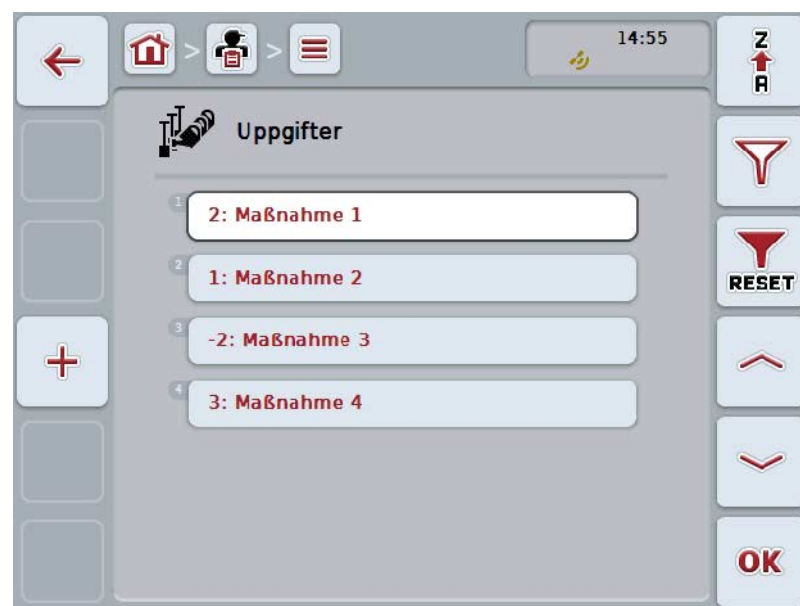 14:55
Z
A
Uppgifter
1
2: Maßnahme 1
2
1: Maßnahme 2
RESET
3
-2: Maßnahme 3
4
3: Maßnahme 4
OK